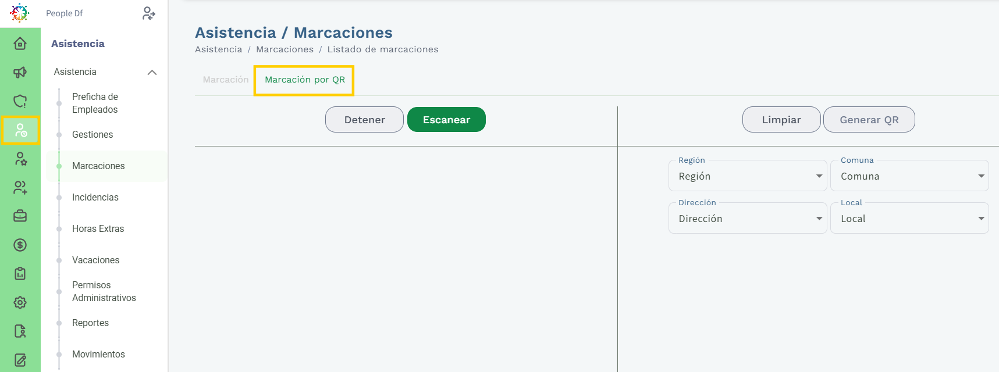 People Df
Asistencia
Asistencia
Preficha de
Empleados
Gestiones
Marcaciones
Incidencias
Horas Extras
Vacaciones
Permisos
Administrativos
Reportes
Movimientos
Asistencia / Marcaciones
Asistencia / Marcaciones / Listado de marcaciones
Marcación
Marcación por QR
Detener
Escanear
Limpiar
Generar QR
Región
Región
Comuna
Comuna
Dirección
Dirección
Local
Local